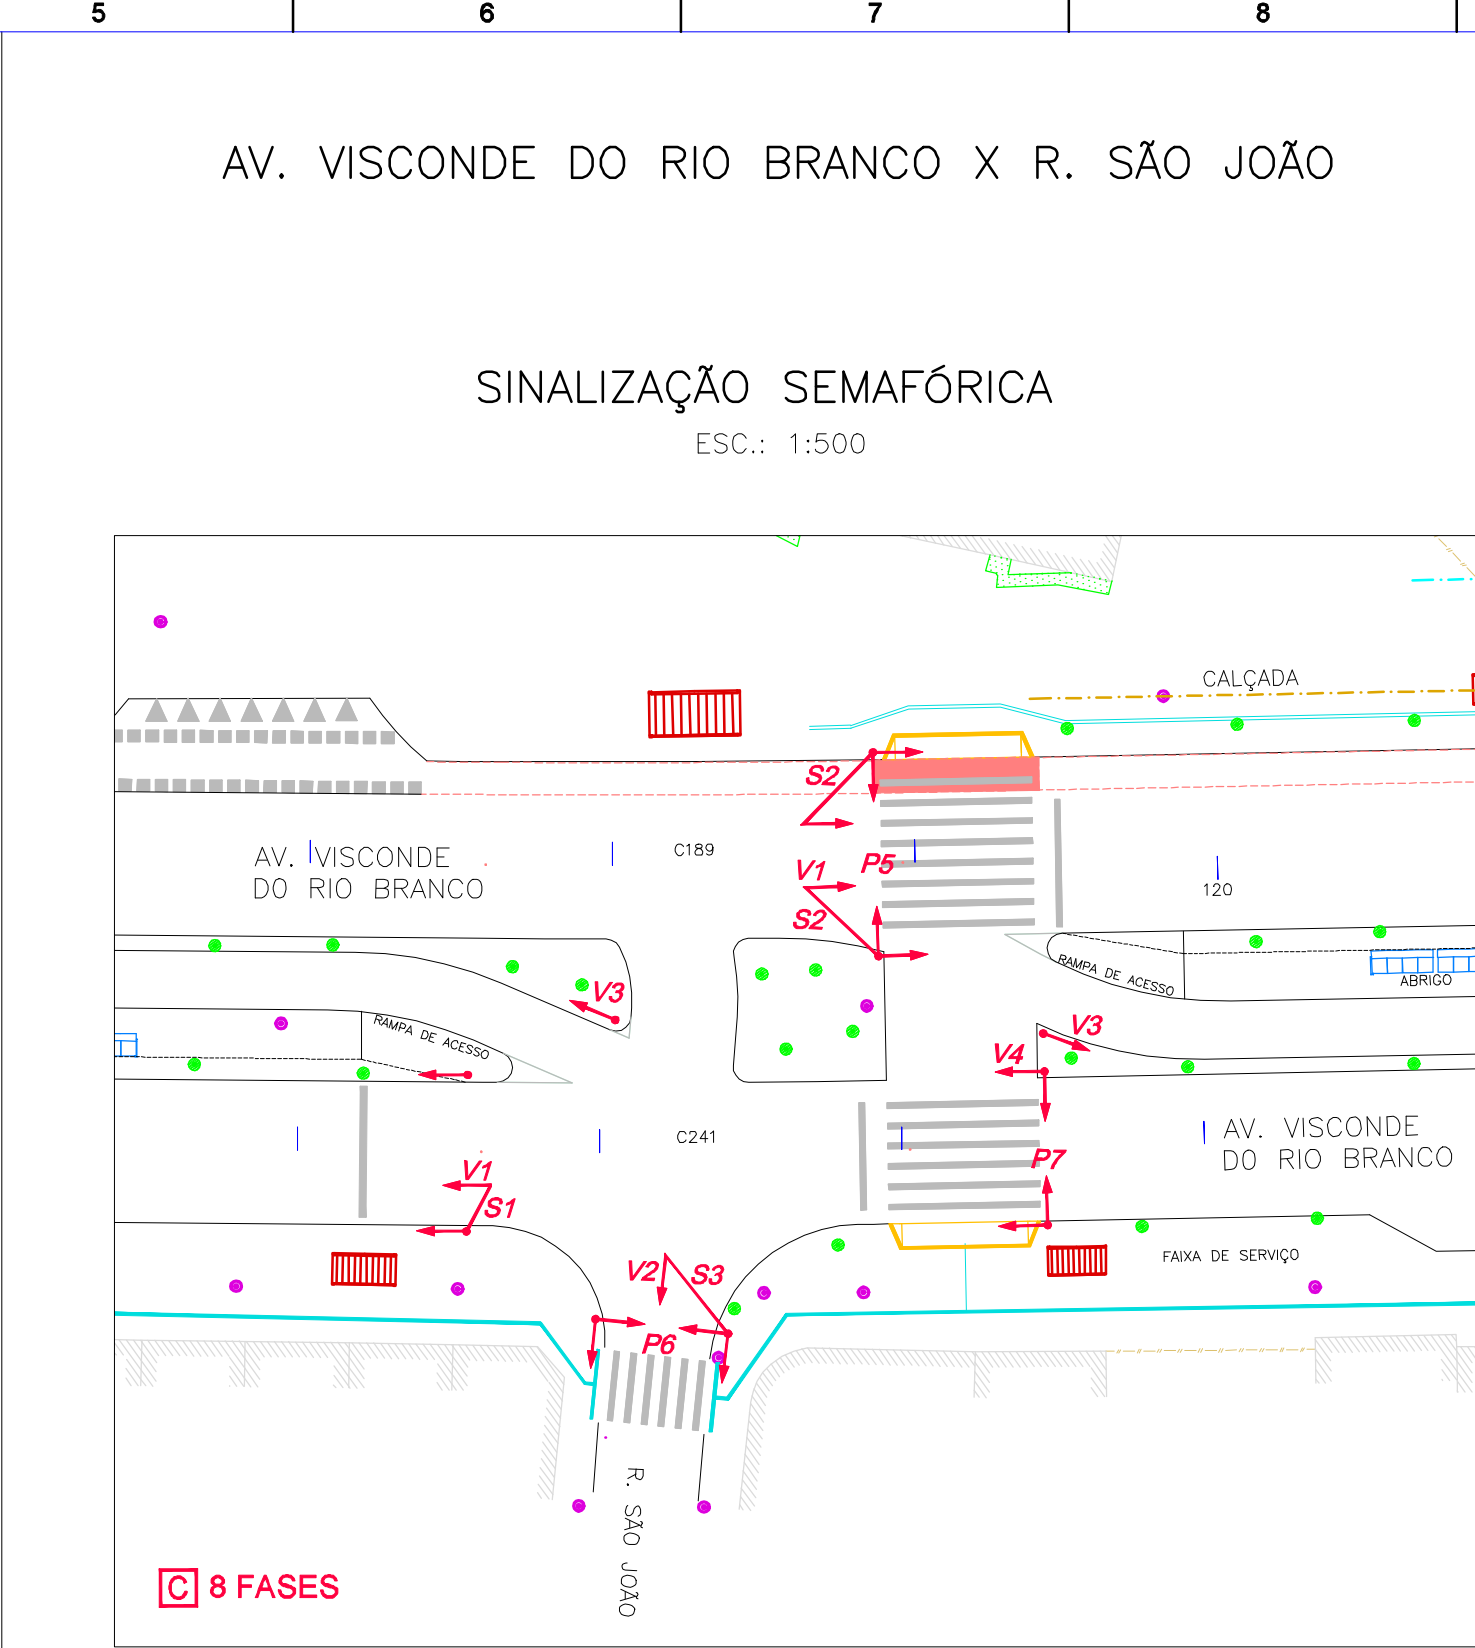 5 6 7 8
AV. VISCONDE DO RIO BRANCO X R. SÃO JOÃO
SINALIZAÇÃO SEMAFÓRICA
ESC.: 1:500
CALÇADA
S2
C189
AV. VISCONDE
DO RIO BRANCO
V1
P5
120
S2
RAMPA DE ACESSO
ABRIGO
V3
RAMPA DE ACESSO
V3
V4
C241
AV. VISCONDE
DO RIO BRANCO
P7
V1
S1
FAIXA DE SERVIÇO
V2
S3
P6
R. SÃO JOÃO
C 8 FASES